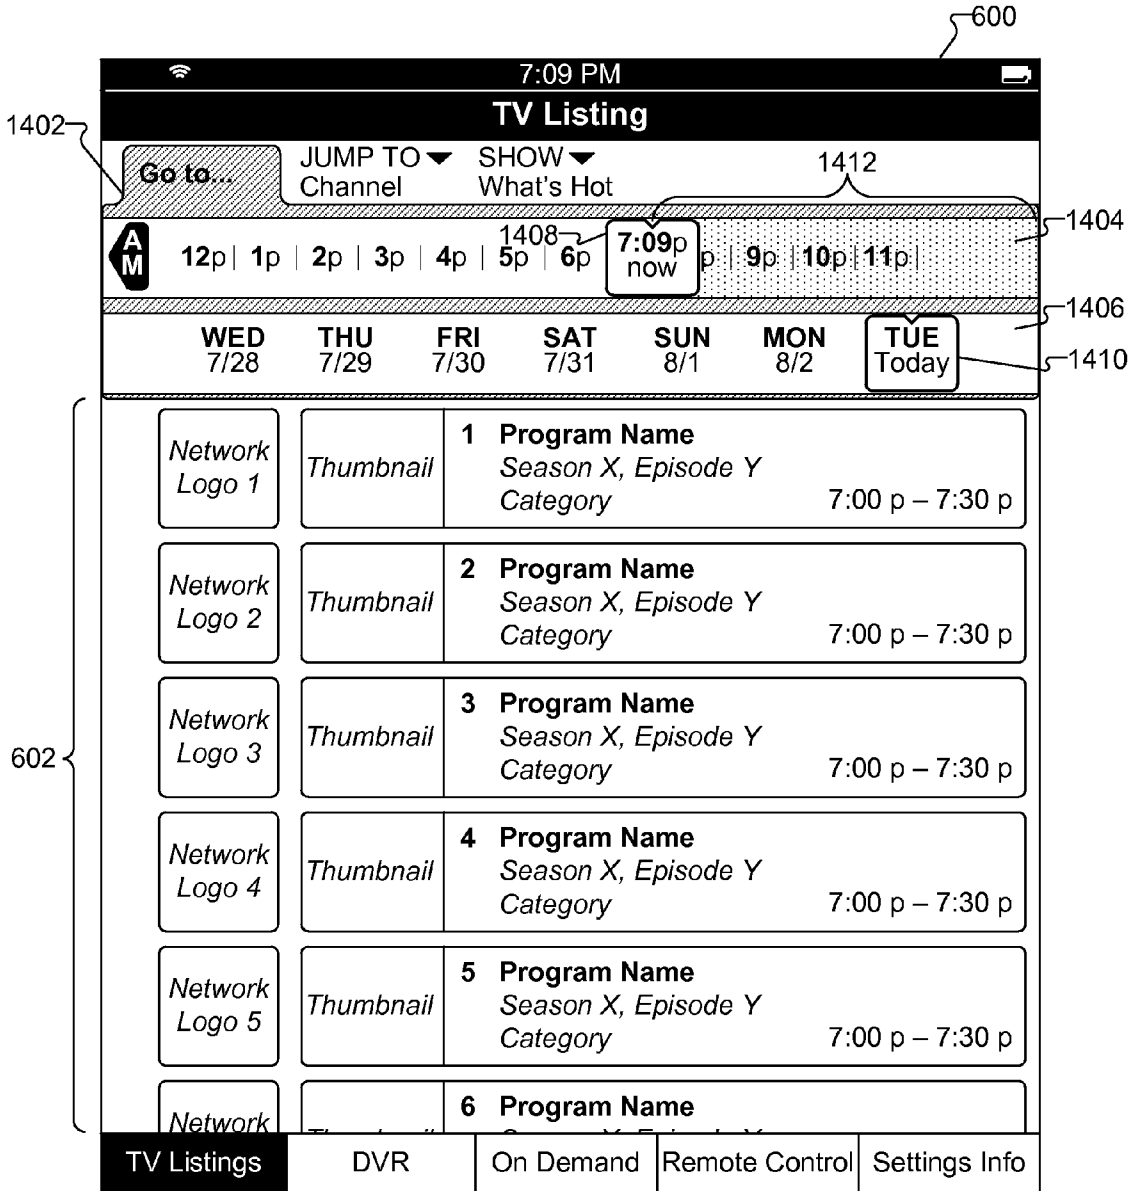 600
7:09 PM
TV Listing
1402
Go to...
JUMP TO
Channel
SHOW
What's Hot
1412
1404
AM
12p| 1p | 2p | 3p | 4p | 5p | 6p
1408
7:09p
now
p | 9p | 10p | 11p |
1406
WED
7/28
THU
7/29
FRI
7/30
SAT
7/31
SUN
8/1
MON
8/2
TUE
Today
1410
602
Network
Logo 1
Thumbnail
1 Program Name
Season X, Episode Y
Category
7:00 p – 7:30 p
Network
Logo 2
Thumbnail
2 Program Name
Season X, Episode Y
Category
7:00 p – 7:30 p
Network
Logo 3
Thumbnail
3 Program Name
Season X, Episode Y
Category
7:00 p – 7:30 p
Network
Logo 4
Thumbnail
4 Program Name
Season X, Episode Y
Category
7:00 p – 7:30 p
Network
Logo 5
Thumbnail
5 Program Name
Season X, Episode Y
Category
7:00 p – 7:30 p
Network
6 Program Name
TV Listings
DVR
On Demand
Remote Control
Settings Info